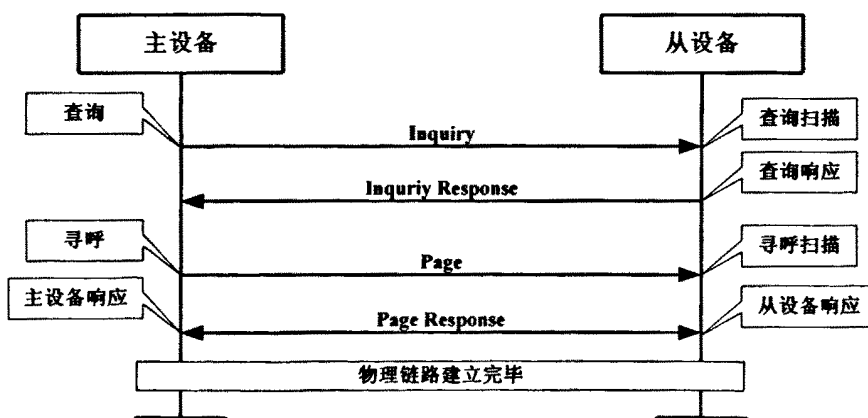 主设备
从设备
查询
Inquiry
查询扫描
Inquriy Response
查询响应
寻呼
Page
寻呼扫描
主设备响应
Page Response
从设备响应
物理链路建立完毕